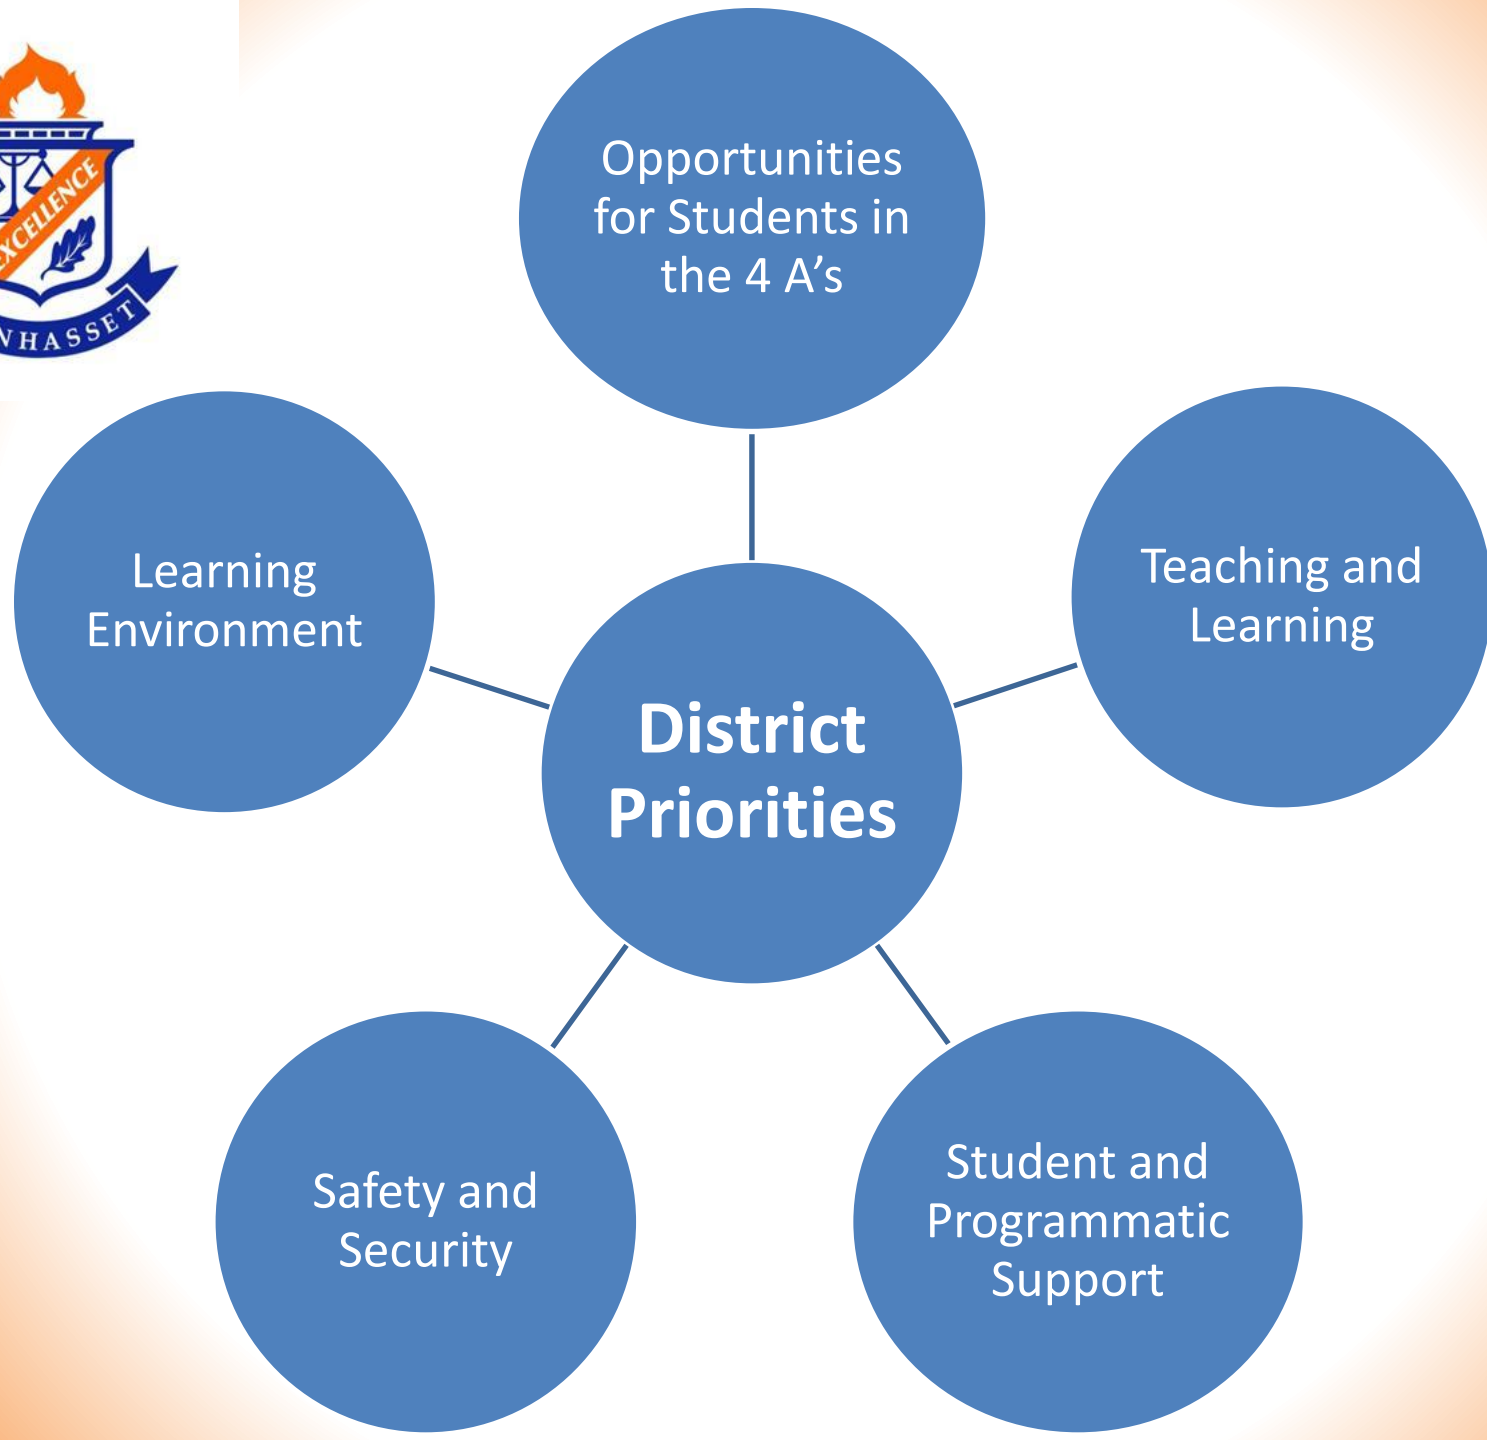 EXCELLENCE
NHASSET
Opportunities
for Students in
the 4 A’s
Learning
Environment
Teaching and
Learning
District
Priorities
Safety and
Security
Student and
Programmatic
Support